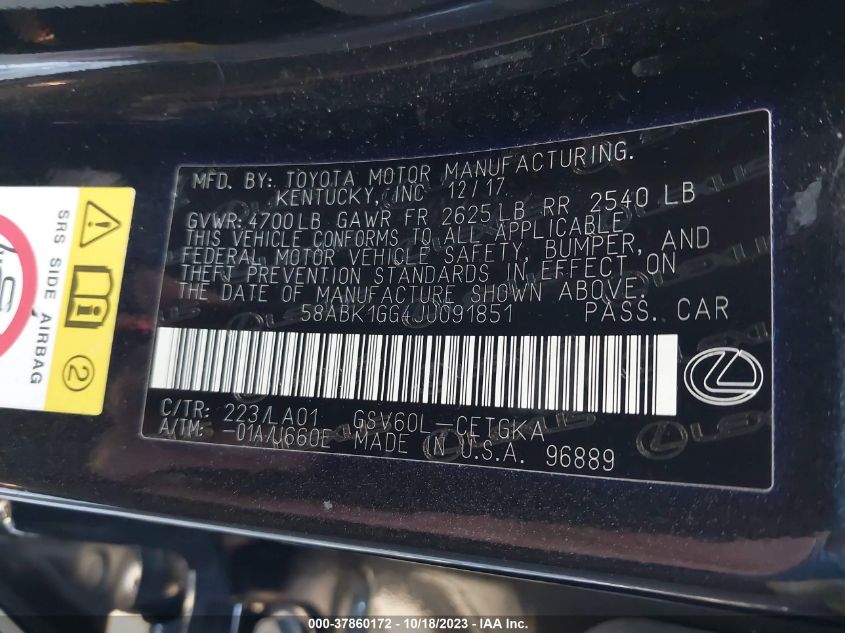 MFD. BY: TOYOTA MOTOR MANUFACTURING.
KENTUCKY, INC 12/17
GVWR: 4700LB GAWR FR 2625LB RR 2540 LB
THIS VEHICLE CONFORMS TO ALL APPLICABLE
FEDERAL MOTOR VEHICLE SAFETY, BUMPER, AND
THEFT PREVENTION STANDARDS IN EFFECT ON
THE DATE OF MANUFACTURE SHOWN ABOVE.
58ABK1GG4JU091851 PASS. CAR
C/TR: 223/LA01 GSV60L-CETGKA
A/TM: -01A/U660E MADE IN U.S.A. 96889
LEXUS
SRS SIDE AIRBAG
2
000-37860172 - 10/18/2023 - IAA Inc.